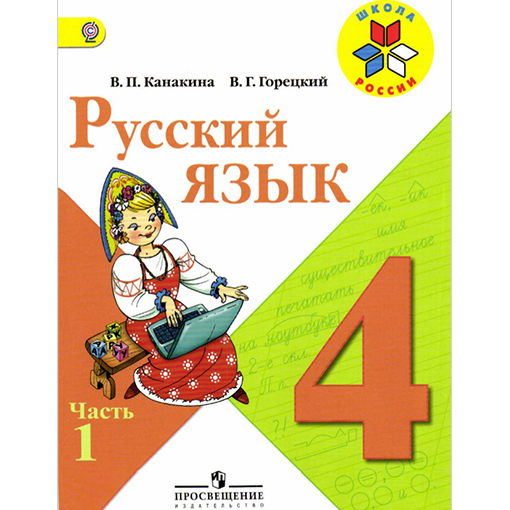 ШКОЛА
РОССИИ
В. П. Канакина В. Г. Горецкий
Русский
ЯЗЫК
-ек, -ик
имя
существительное
печатать
на ноутбуке
2-е скл.
П.п.
4
Часть
1
ПРОСВЕЩЕНИЕ
ИЗДАТЕЛЬСТВО